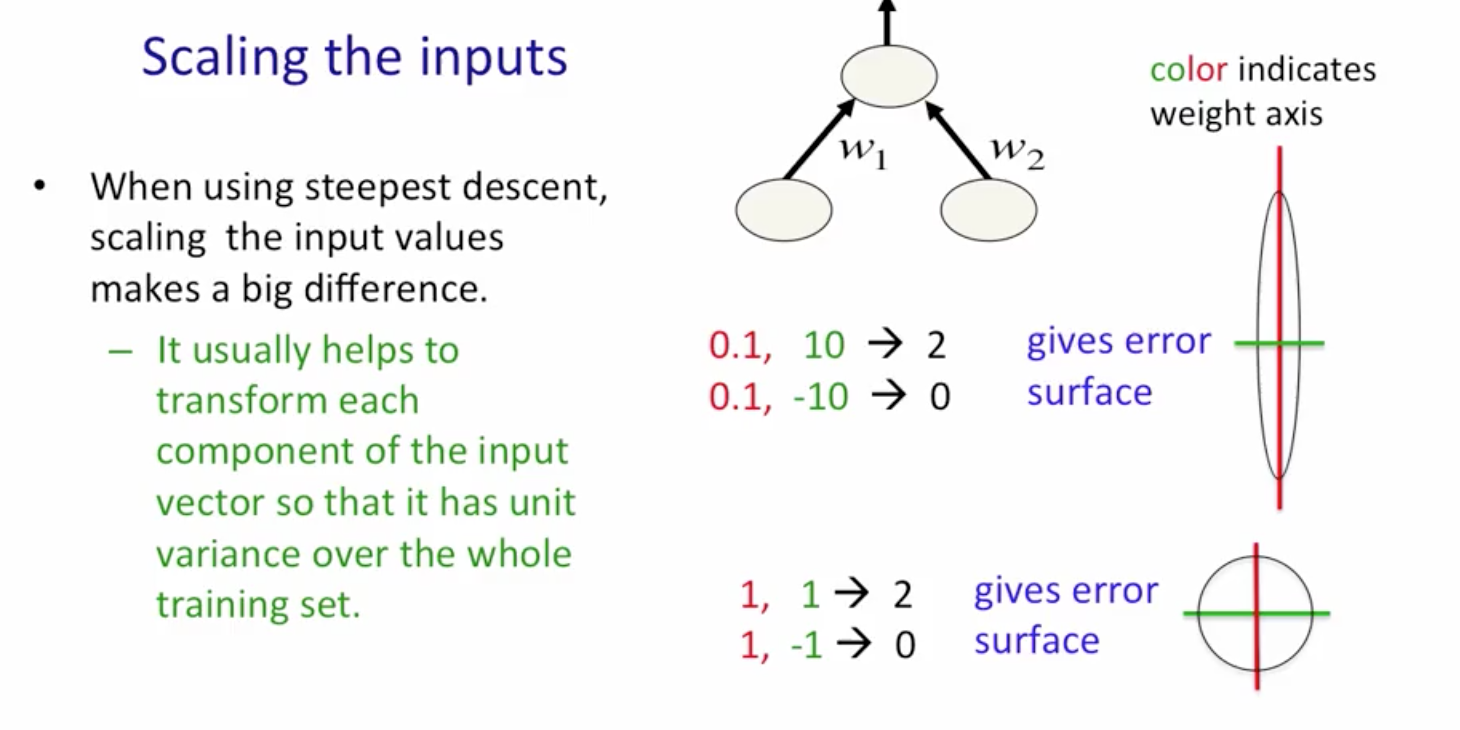 Scaling the inputs
• When using steepest descent,
scaling the input values
makes a big difference.
– It usually helps to
transform each
component of the input
vector so that it has unit
variance over the whole
training set.
w1
w2
color indicates
weight axis
0.1, 10 → 2
0.1, -10 → 0
gives error
surface
1, 1 → 2
1, -1 → 0
gives error
surface